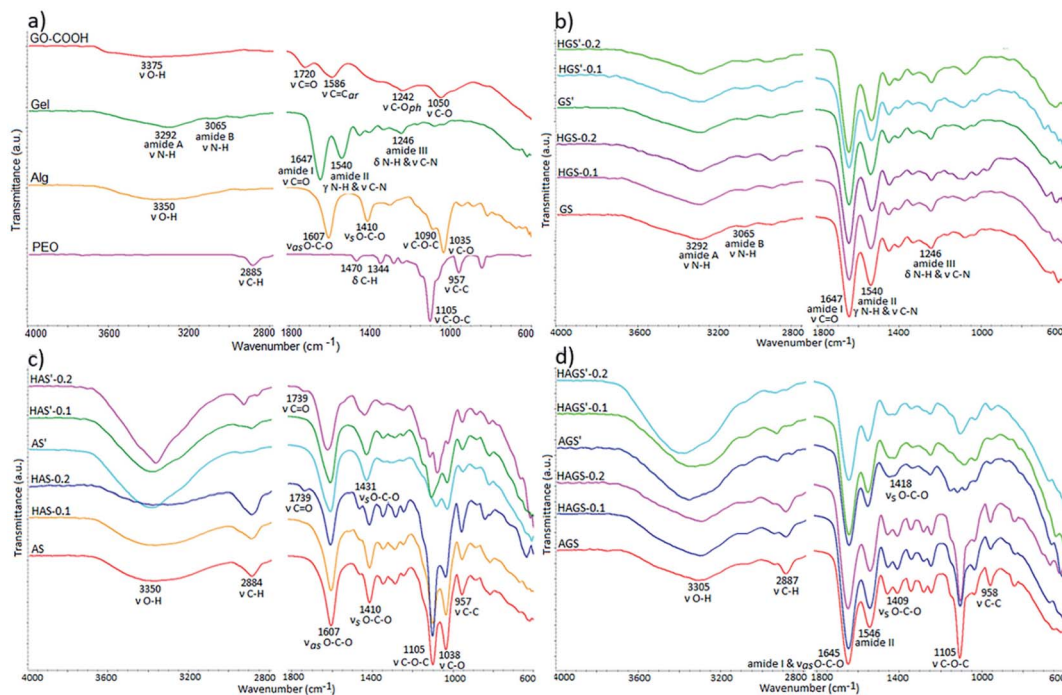 a)
GO-COOH
3375
ν O-H
1720
ν C=O
1586
ν C=Car
1242
ν C-Oph
1050
ν C-O
Gel
3292
amide A
ν N-H
3065
amide B
ν N-H
1647
amide I
ν C=O
1540
amide II
γ N-H & ν C-N
1246
amide III
δ N-H & ν C-N
Alg
3350
ν O-H
1607
νas O-C-O
1410
νs O-C-O
1090
ν C-O-C
1035
ν C-O
PEO
2885
ν C-H
1470
δ C-H
1344
1105
ν C-O-C
957
ν C-C
Transmittance (a.u.)
4000 3200 2800 1800 1400 1000 600
Wavenumber (cm-1)
b)
HGS'-0.2
HGS'-0.1
GS'
HGS-0.2
HGS-0.1
GS
3292
amide A
ν N-H
3065
amide B
ν N-H
1647
amide I
ν C=O
1540
amide II
γ N-H & ν C-N
1246
amide III
δ N-H & ν C-N
Transmittance (a.u.)
4000 3200 2800 1800 1400 1000 600
Wavenumber (cm-1)
c)
HAS'-0.2
HAS'-0.1
AS'
HAS-0.2
HAS-0.1
AS
1739
ν C=O
1431
νs O-C-O
1739
ν C=O
3350
ν O-H
2884
ν C-H
1607
νas O-C-O
1410
νs O-C-O
1105
ν C-O-C
1038
ν C-O
957
ν C-C
Transmittance (a.u.)
4000 3200 2800 1800 1400 1000 600
Wavenumber (cm-1)
d)
HAGS'-0.2
HAGS'-0.1
AGS'
HAGS-0.2
HAGS-0.1
AGS
1418
νs O-C-O
3305
ν O-H
2887
ν C-H
1645
amide I & νas O-C-O
1546
amide II
1409
νs O-C-O
1105
ν C-O-C
958
ν C-C
Transmittance (a.u.)
4000 3200 2800 1800 1400 1000 600
Wavenumber (cm-1)